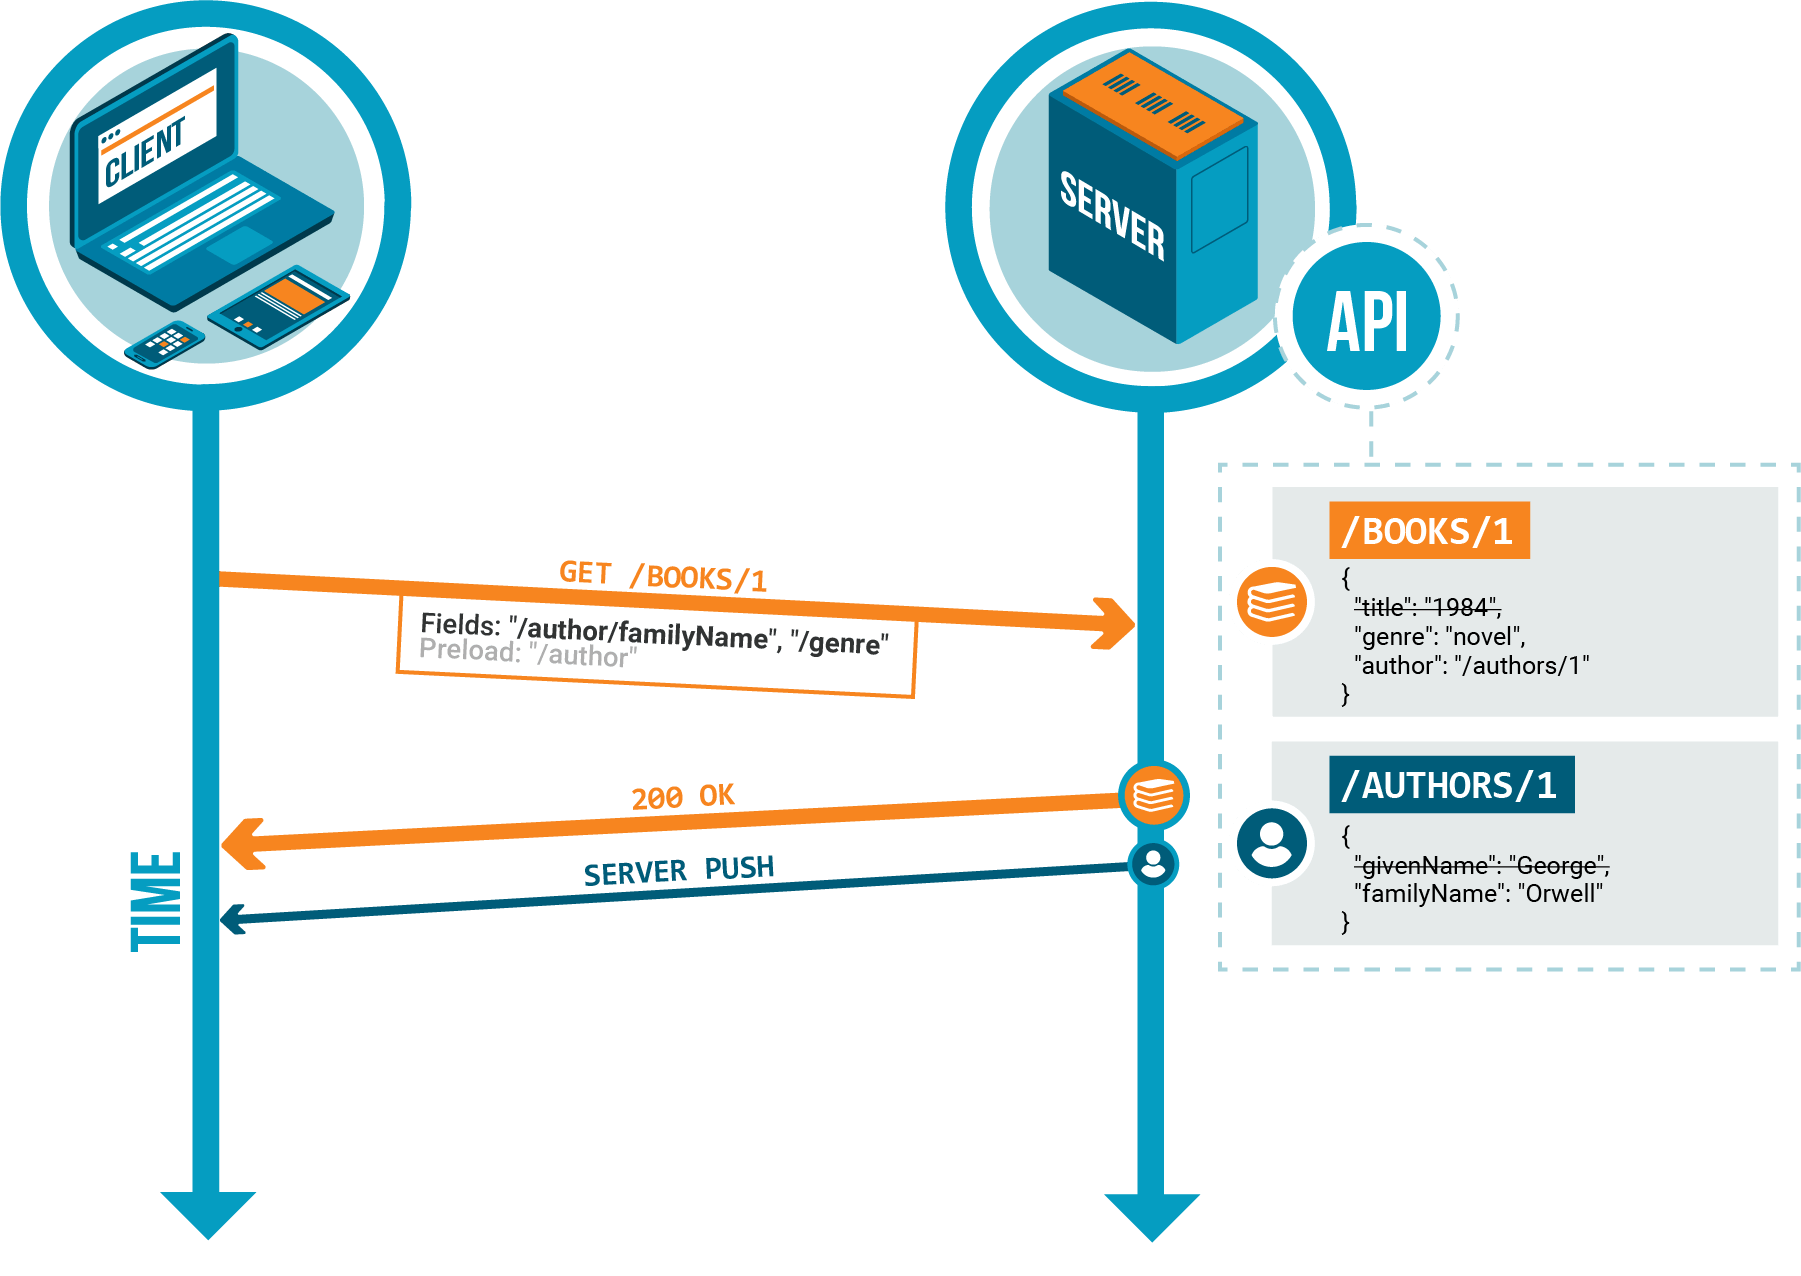 CLIENT
SERVER
API
GET /BOOKS/1
Fields: "/author/familyName", "/genre"
Preload: "/author"
200 OK
SERVER PUSH
TIME
/BOOKS/1
{
"title": "1984",
"genre": "novel",
"author": "/authors/1"
}
/AUTHORS/1
{
"givenName": "George",
"familyName": "Orwell"
}